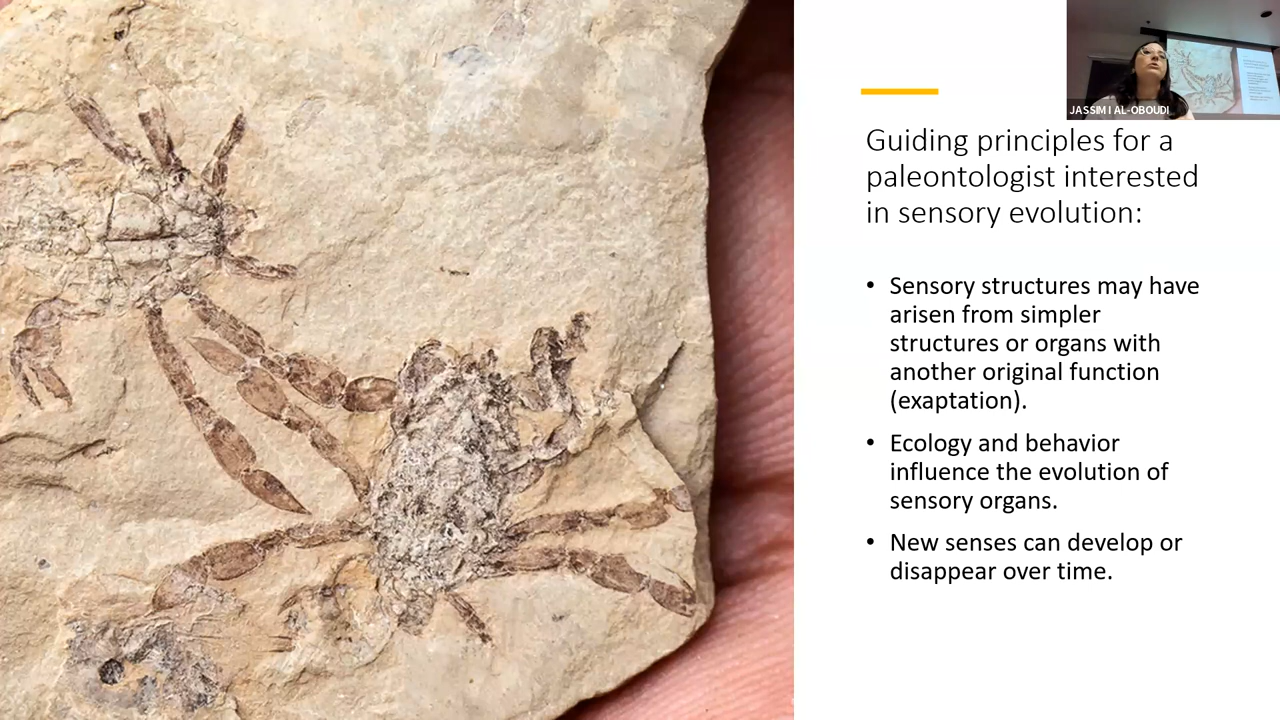 JASSIM I AL-OBOUDI
Guiding principles for a
paleontologist interested
in sensory evolution:
• Sensory structures may have
arisen from simpler
structures or organs with
another original function
(exaptation).
• Ecology and behavior
influence the evolution of
sensory organs.
• New senses can develop or
disappear over time.